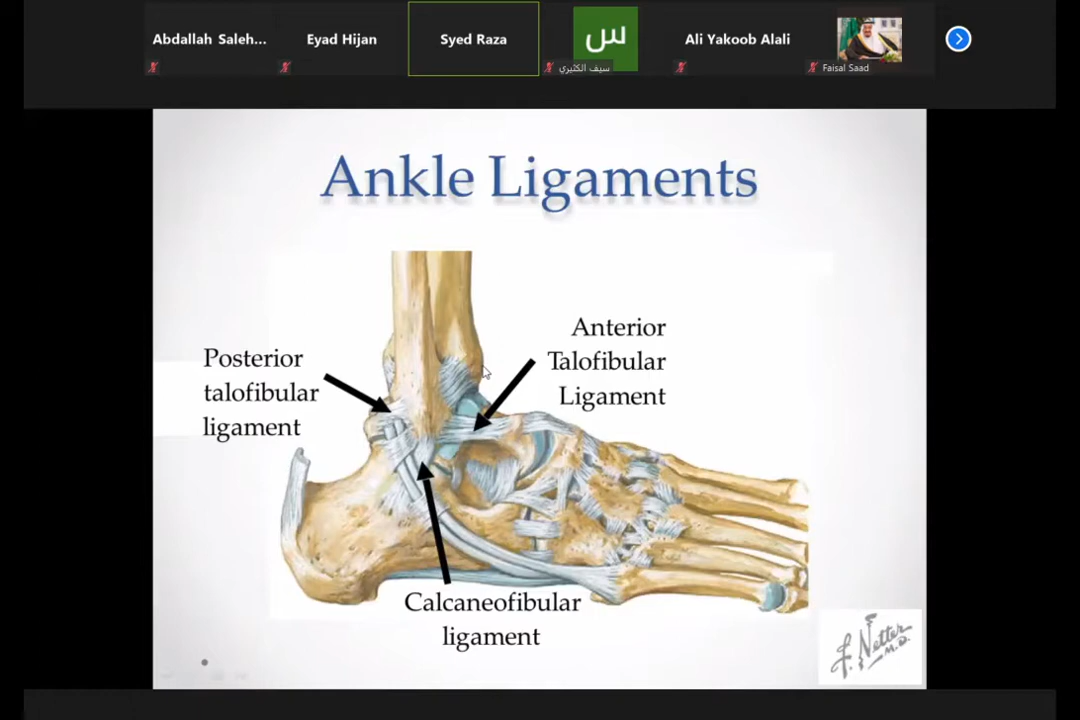 Abdallah Saleh...
Eyad Hijan
Syed Raza
س
سيف الكثيري
Ali Yakoob Alali
Faisal Saad
Ankle Ligaments
Posterior
talofibular
ligament
Anterior
Talofibular
Ligament
Calcaneofibular
ligament
F. Netter
M.D.